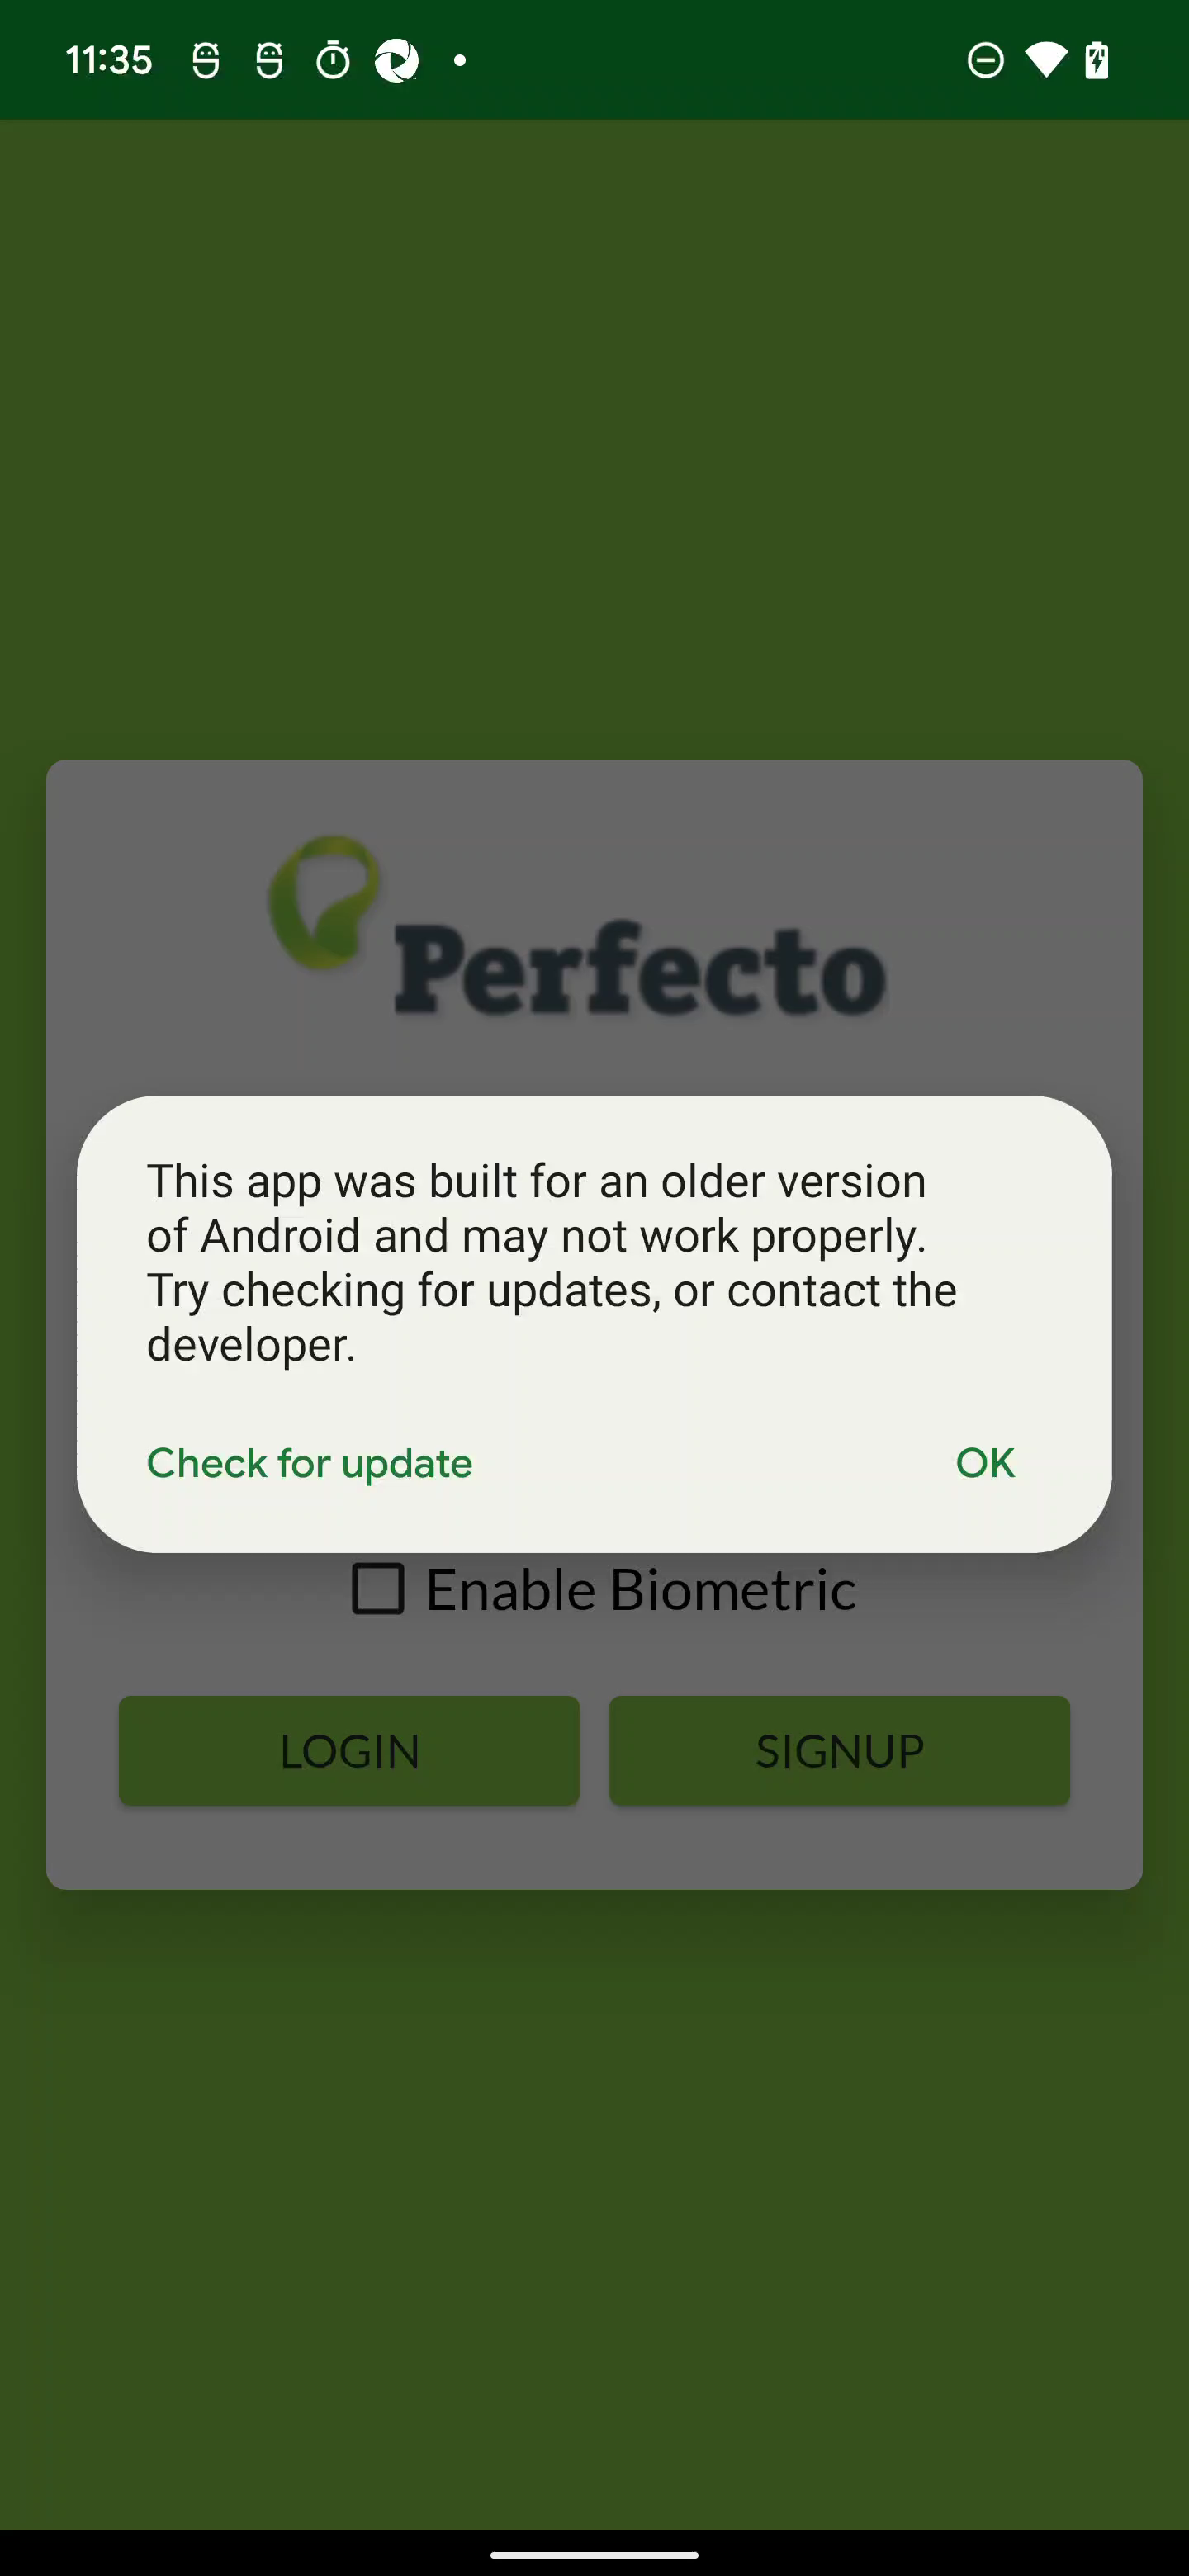 11:35
Perfecto
This app was built for an older version
of Android and may not work properly.
Try checking for updates, or contact the
developer.
Check for update
OK
Enable Biometric
LOGIN
SIGNUP